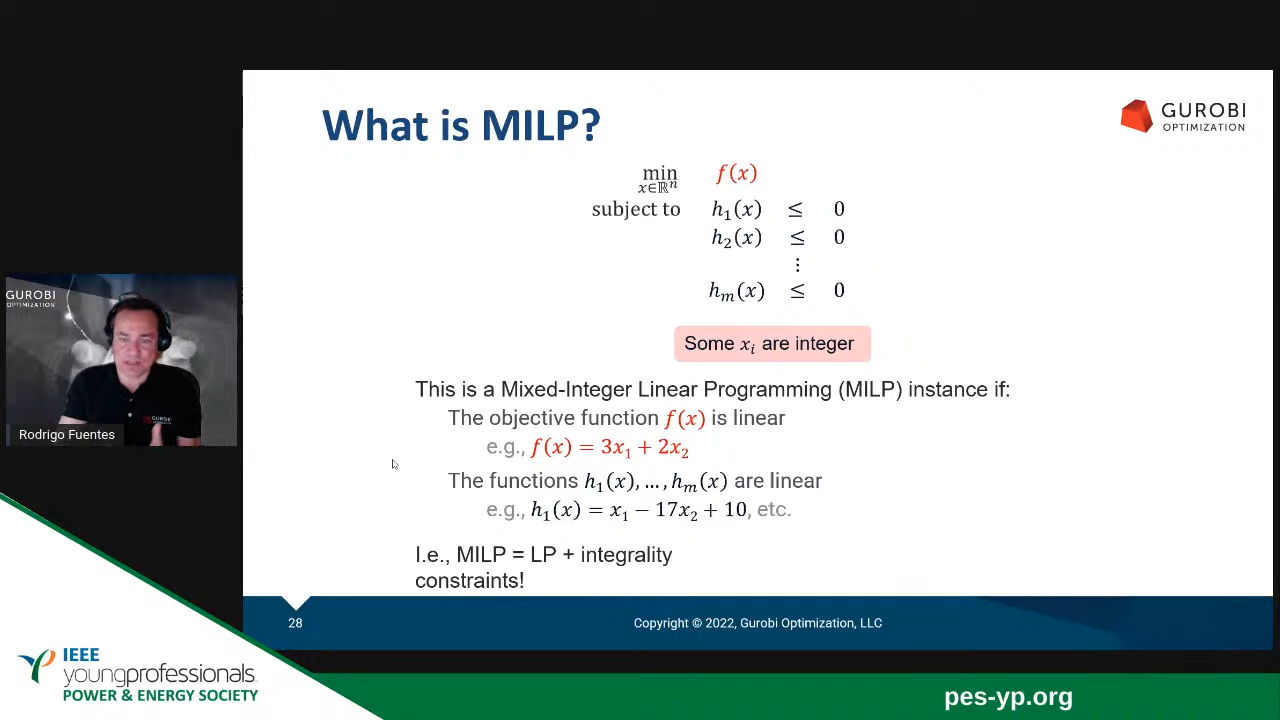 What is MILP?
GUROBI
OPTIMIZATION
min f(x)
x∈ℝⁿ
subject to h₁(x) ≤ 0
h₂(x) ≤ 0
⋮
hₘ(x) ≤ 0
Some xᵢ are integer
This is a Mixed-Integer Linear Programming (MILP) instance if:
The objective function f(x) is linear
e.g., f(x) = 3x₁ + 2x₂
The functions h₁(x), … , hₘ(x) are linear
e.g., h₁(x) = x₁ − 17x₂ + 10, etc.
I.e., MILP = LP + integrality
constraints!
28
Copyright © 2022, Gurobi Optimization, LLC
GUROBI
OPTIMIZATION
GUROBI
Rodrigo Fuentes
IEEE
youngprofessionals
POWER & ENERGY SOCIETY
pes-yp.org